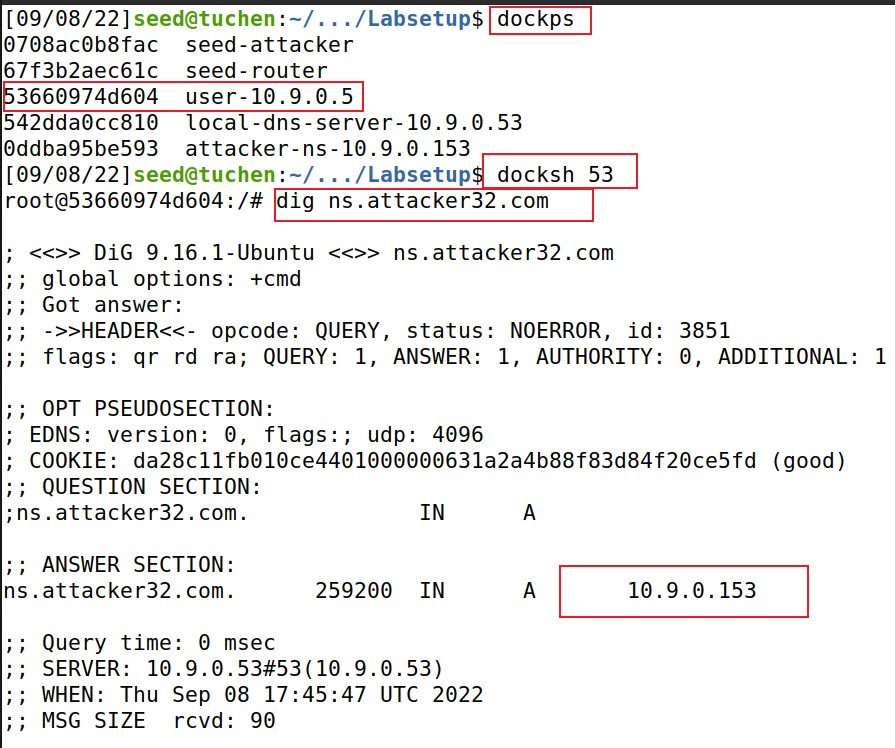 [09/08/22]seed@tuchen:~/.../Labsetup$ dockps
0708ac0b8fac  seed-attacker
67f3b2aec61c  seed-router
53660974d604  user-10.9.0.5
542dda0cc810  local-dns-server-10.9.0.53
0ddba95be593  attacker-ns-10.9.0.153
[09/08/22]seed@tuchen:~/.../Labsetup$ docksh 53
root@53660974d604:/# dig ns.attacker32.com

; <<>> DiG 9.16.1-Ubuntu <<>> ns.attacker32.com
;; global options: +cmd
;; Got answer:
;; ->>HEADER<<- opcode: QUERY, status: NOERROR, id: 3851
;; flags: qr rd ra; QUERY: 1, ANSWER: 1, AUTHORITY: 0, ADDITIONAL: 1

;; OPT PSEUDOSECTION:
; EDNS: version: 0, flags:; udp: 4096
; COOKIE: da28c11fb010ce4401000000631a2a4b88f83d84f20ce5fd (good)
;; QUESTION SECTION:
;ns.attacker32.com.             IN      A

;; ANSWER SECTION:
ns.attacker32.com.      259200  IN      A       10.9.0.153

;; Query time: 0 msec
;; SERVER: 10.9.0.53#53(10.9.0.53)
;; WHEN: Thu Sep 08 17:45:47 UTC 2022
;; MSG SIZE  rcvd: 90